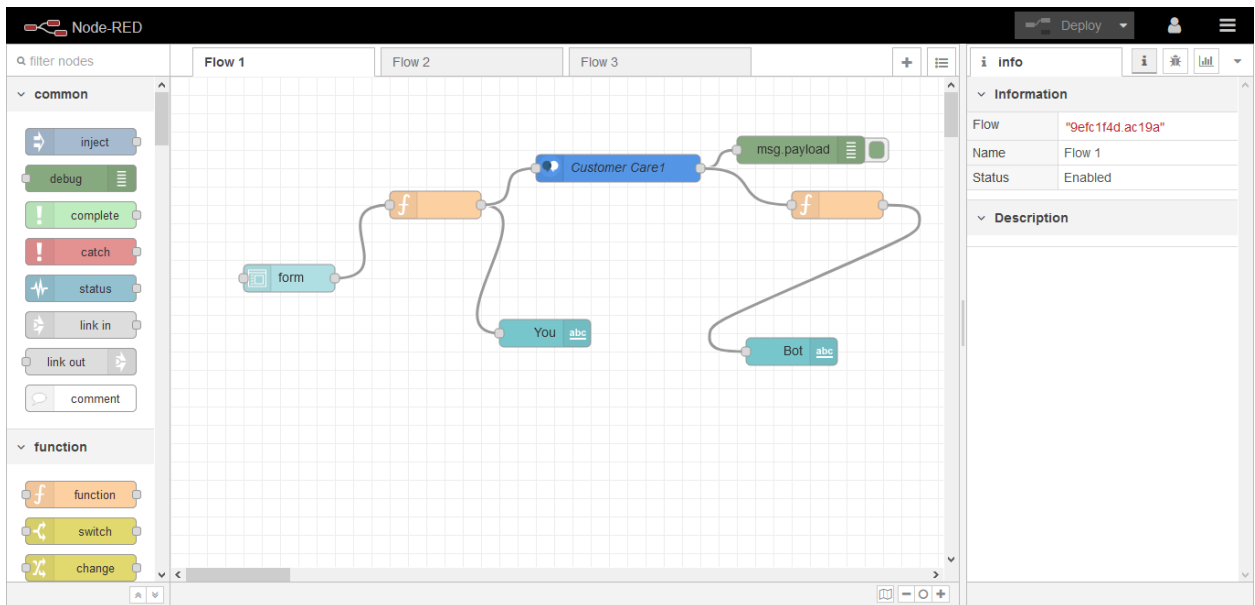 Node-RED
Deploy
filter nodes
Flow 1
Flow 2
Flow 3
i info
i
common
Information
inject
debug
complete
catch
status
link in
link out
comment
function
function
switch
change
form
f
Customer Care1
msg.payload
f
You abc
Bot abc
Flow "9efc1f4d.ac19a"
Name Flow 1
Status Enabled
Description